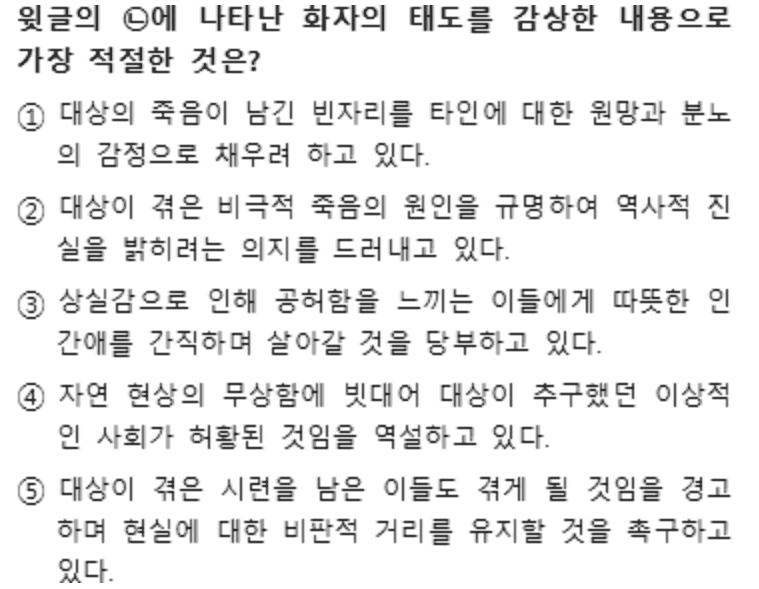 윗글의 ㉡에 나타난 화자의 태도를 감상한 내용으로
가장 적절한 것은?
① 대상의 죽음이 남긴 빈자리를 타인에 대한 원망과 분노
의 감정으로 채우려 하고 있다.
② 대상이 겪은 비극적 죽음의 원인을 규명하여 역사적 진
실을 밝히려는 의지를 드러내고 있다.
③ 상실감으로 인해 공허함을 느끼는 이들에게 따뜻한 인
간애를 간직하며 살아갈 것을 당부하고 있다.
④ 자연 현상의 무상함에 빗대어 대상이 추구했던 이상적
인 사회가 허황된 것임을 역설하고 있다.
⑤ 대상이 겪은 시련을 남은 이들도 겪게 될 것임을 경고
하며 현실에 대한 비판적 거리를 유지할 것을 촉구하고
있다.